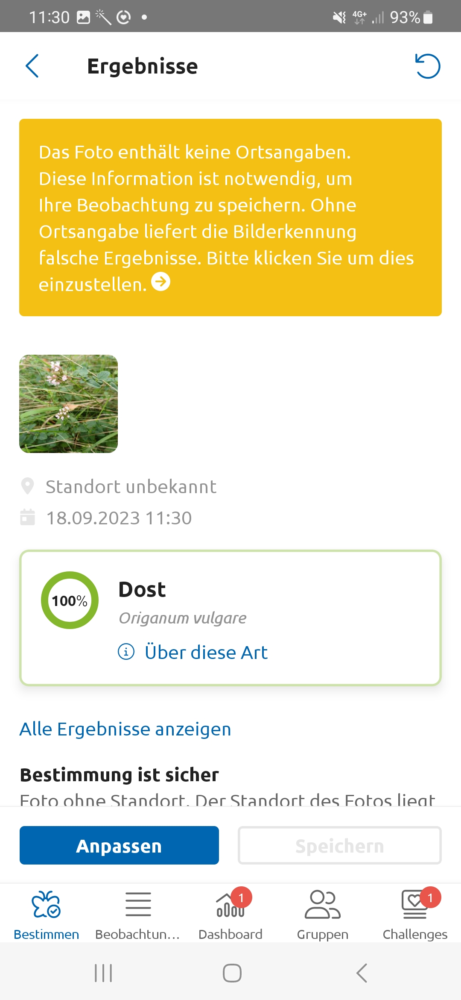 11:30
4G+
93%
Ergebnisse
Das Foto enthält keine Ortsangaben.
Diese Information ist notwendig, um
Ihre Beobachtung zu speichern. Ohne
Ortsangabe liefert die Bilderkennung
falsche Ergebnisse. Bitte klicken Sie um dies
einzustellen.
Standort unbekannt
18.09.2023 11:30
100%
Dost
Origanum vulgare
Über diese Art
Alle Ergebnisse anzeigen
Bestimmung ist sicher
Foto ohne Standort. Der Standort des Fotos liegt
Anpassen
Speichern
1
1
Bestimmen
Beobachtun...
Dashboard
Gruppen
Challenges